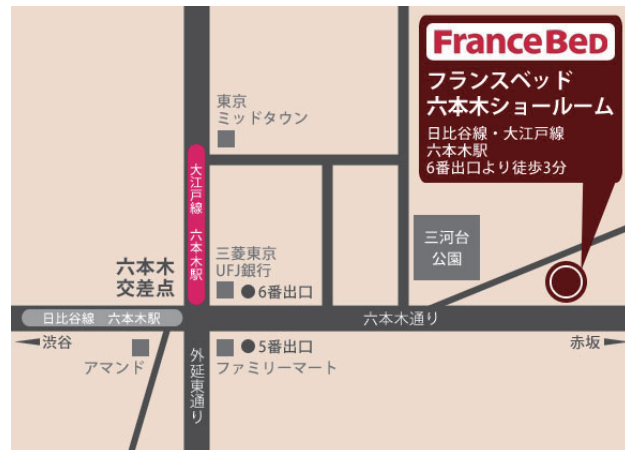 FranceBeD
フランスベッド
六本木ショールーム
日比谷線・大江戸線
六本木駅
6番出口より徒歩3分
東京
ミッドタウン
大江戸線 六本木駅
三河台
公園
三菱東京
UFJ銀行
●6番出口
六本木
交差点
日比谷線 六本木駅
六本木通り
渋谷
アマンド
外延東通り
●5番出口
ファミリーマート
赤坂